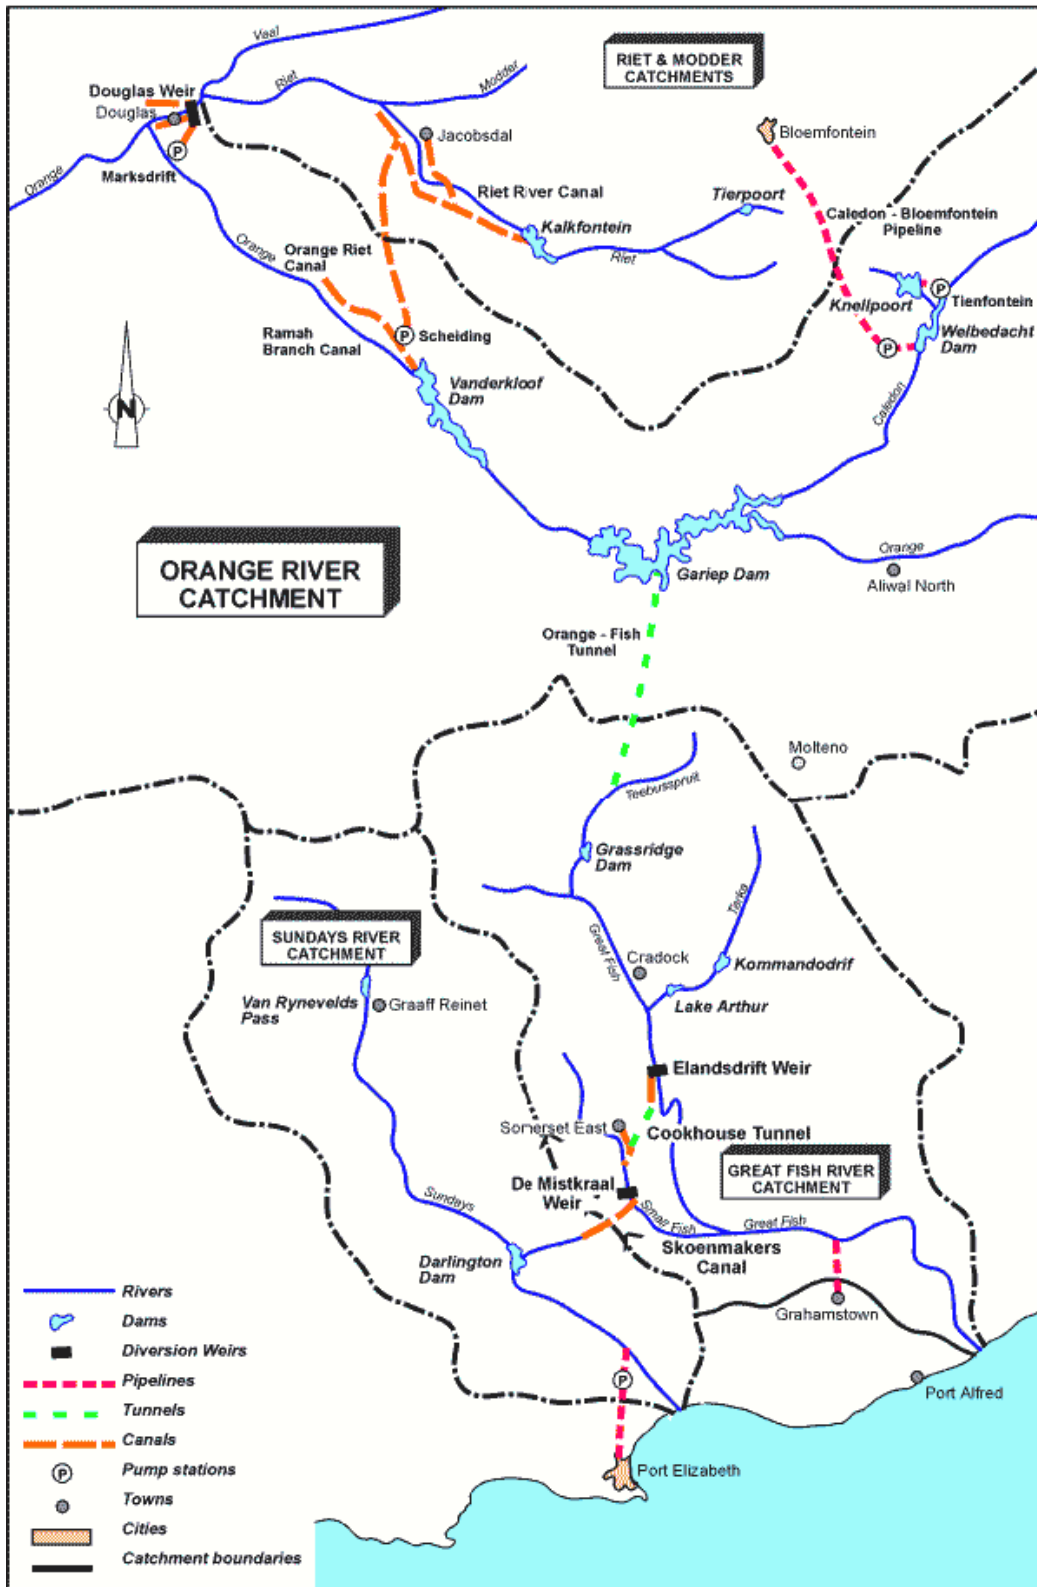 Vaal
RIET & MODDER
CATCHMENTS
Riet
Modder
Douglas Weir
Douglas
Jacobsdal
Bloemfontein
Marksdrift
Orange
Riet River Canal
Tierpoort
Kalkfontein
Caledon - Bloemfontein
Pipeline
Orange
Orange Riet
Canal
Riet
Knellpoort
Tienfontein
Ramah
Branch Canal
Scheiding
Welbedacht
Dam
Vanderkloof
Dam
Caledon
N
P
P
P
P
ORANGE RIVER
CATCHMENT
Gariep Dam
Orange
Aliwal North
Orange - Fish
Tunnel
Molteno
Teebusspruit
Grassridge
Dam
Tarka
Great Fish
SUNDAYS RIVER
CATCHMENT
Cradock
Kommandodrif
Van Rynevelds
Pass
Graaff Reinet
Lake Arthur
Elandsdrift Weir
Somerset East
Cookhouse Tunnel
GREAT FISH RIVER
CATCHMENT
De Mistkraal
Weir
Sundays
Small Fish
Great Fish
Skoenmakers
Canal
Darlington
Dam
Grahamstown
P
Port Alfred
Port Elizabeth
Rivers
Dams
Diversion Weirs
Pipelines
Tunnels
Canals
P
Pump stations
Towns
Cities
Catchment boundaries